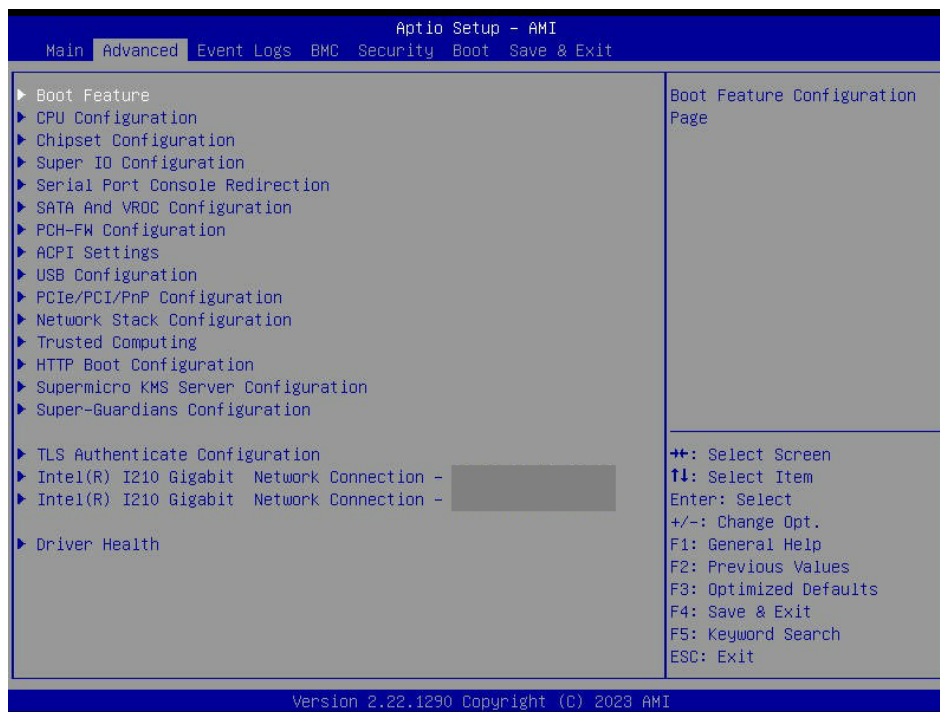 Aptio Setup – AMI
Main Advanced Event Logs BMC Security Boot Save & Exit
▶ Boot Feature
▶ CPU Configuration
▶ Chipset Configuration
▶ Super IO Configuration
▶ Serial Port Console Redirection
▶ SATA And VROC Configuration
▶ PCH-FW Configuration
▶ ACPI Settings
▶ USB Configuration
▶ PCIe/PCI/PnP Configuration
▶ Network Stack Configuration
▶ Trusted Computing
▶ HTTP Boot Configuration
▶ Supermicro KMS Server Configuration
▶ Super-Guardians Configuration
▶ TLS Authenticate Configuration
▶ Intel(R) I210 Gigabit  Network Connection –
▶ Intel(R) I210 Gigabit  Network Connection –
▶ Driver Health
Boot Feature Configuration
Page
→←: Select Screen
↑↓: Select Item
Enter: Select
+/-: Change Opt.
F1: General Help
F2: Previous Values
F3: Optimized Defaults
F4: Save & Exit
F5: Keyword Search
ESC: Exit
Version 2.22.1290 Copyright (C) 2023 AMI